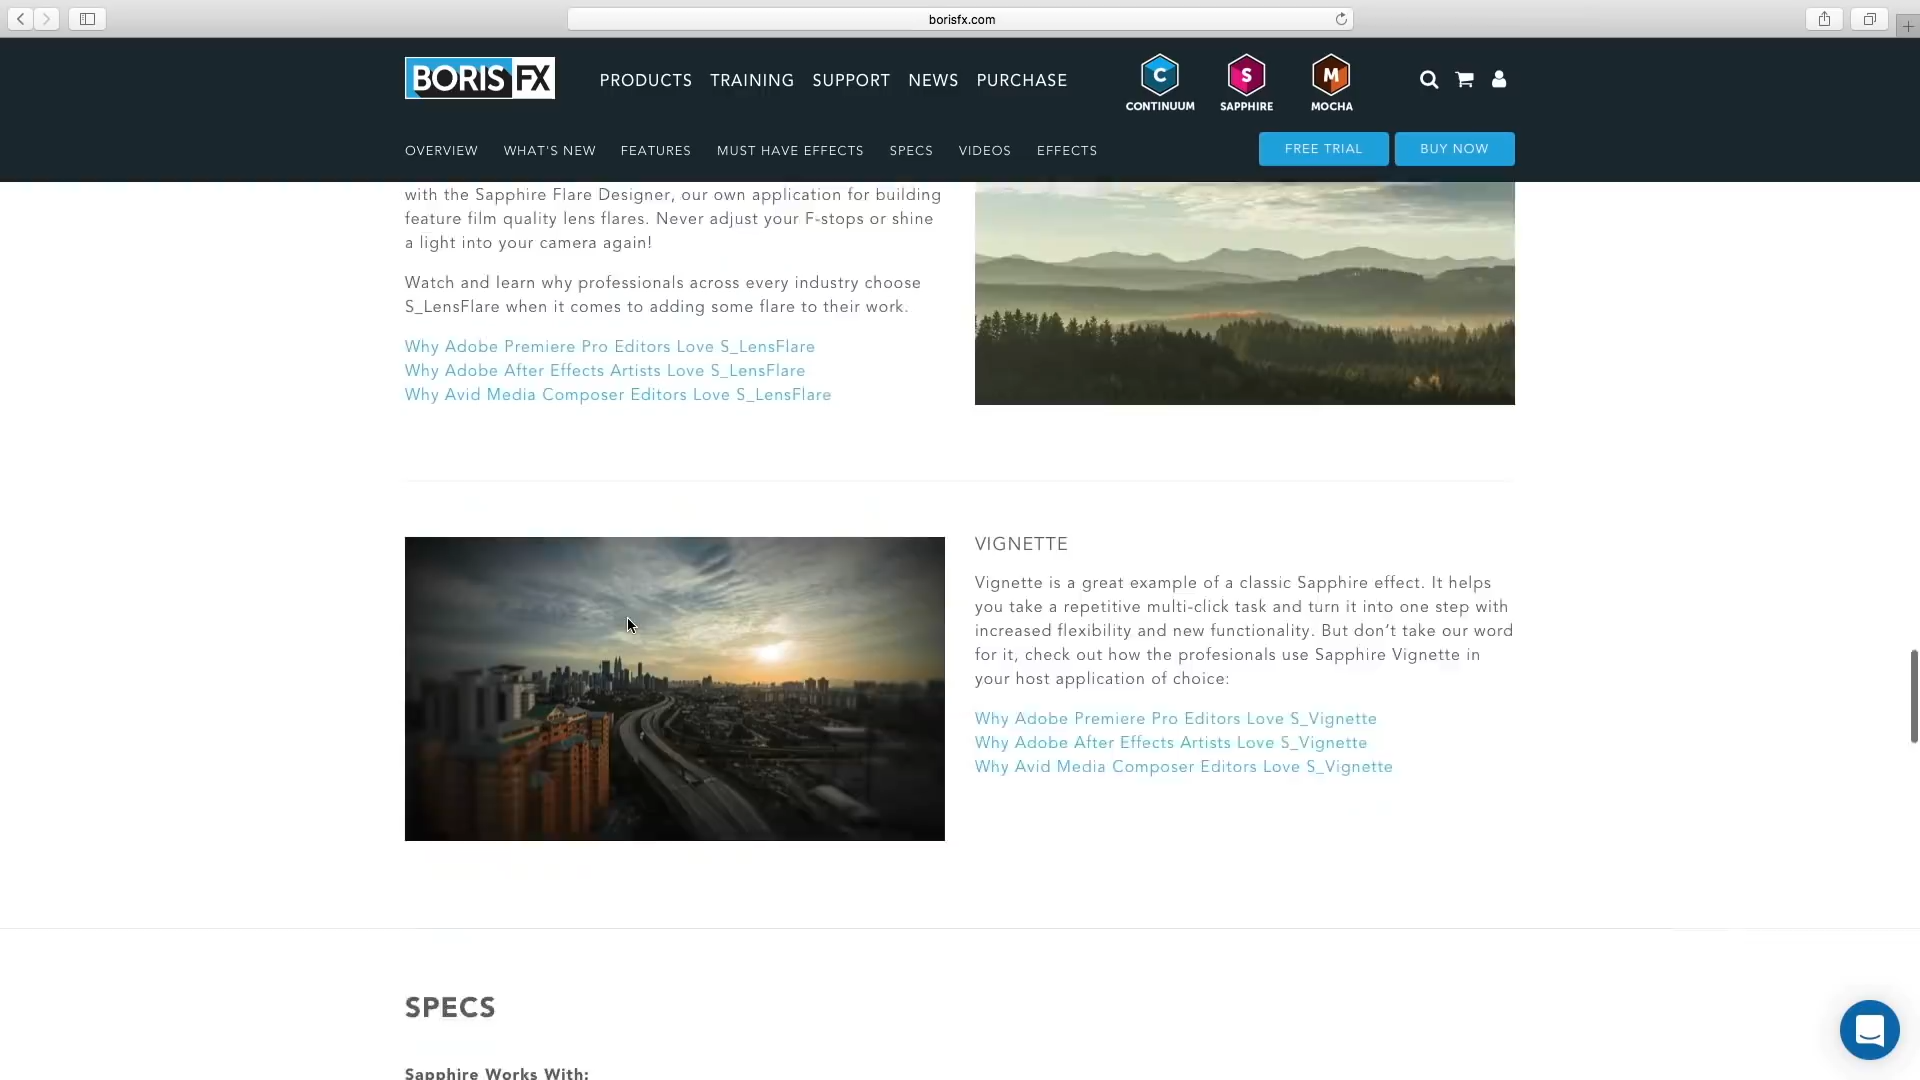 borisfx.com
BORIS FX
PRODUCTS
TRAINING
SUPPORT
NEWS
PURCHASE
C
CONTINUUM
S
SAPPHIRE
M
MOCHA
OVERVIEW
WHAT'S NEW
FEATURES
MUST HAVE EFFECTS
SPECS
VIDEOS
EFFECTS
FREE TRIAL
BUY NOW
with the Sapphire Flare Designer, our own application for building
feature film quality lens flares. Never adjust your F-stops or shine
a light into your camera again!
Watch and learn why professionals across every industry choose
S_LensFlare when it comes to adding some flare to their work.
Why Adobe Premiere Pro Editors Love S_LensFlare
Why Adobe After Effects Artists Love S_LensFlare
Why Avid Media Composer Editors Love S_LensFlare
VIGNETTE
Vignette is a great example of a classic Sapphire effect. It helps
you take a repetitive multi-click task and turn it into one step with
increased flexibility and new functionality. But don't take our word
for it, check out how the profesionals use Sapphire Vignette in
your host application of choice:
Why Adobe Premiere Pro Editors Love S_Vignette
Why Adobe After Effects Artists Love S_Vignette
Why Avid Media Composer Editors Love S_Vignette
SPECS
Sapphire Works With: